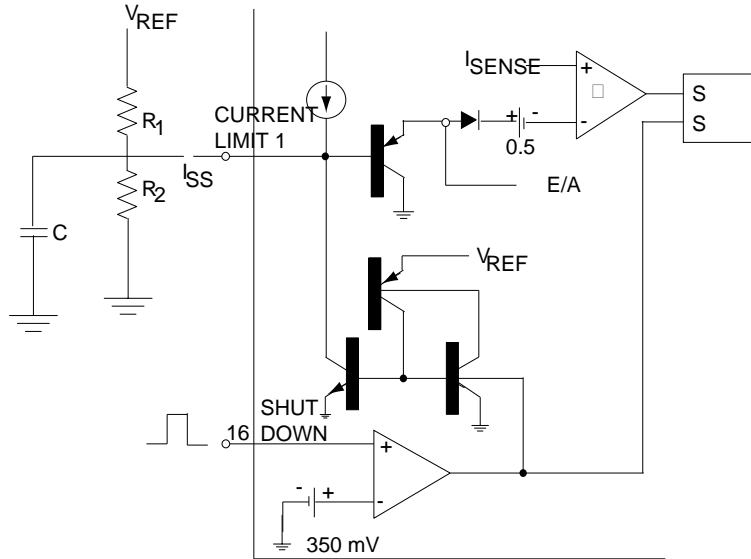 VREF
ISENSE
+
-
S
S
R1
CURRENT
LIMIT 1
+ -
0.5
ISS
R2
E/A
C
VREF
SHUT
DOWN
16
+
- +
-
350 mV